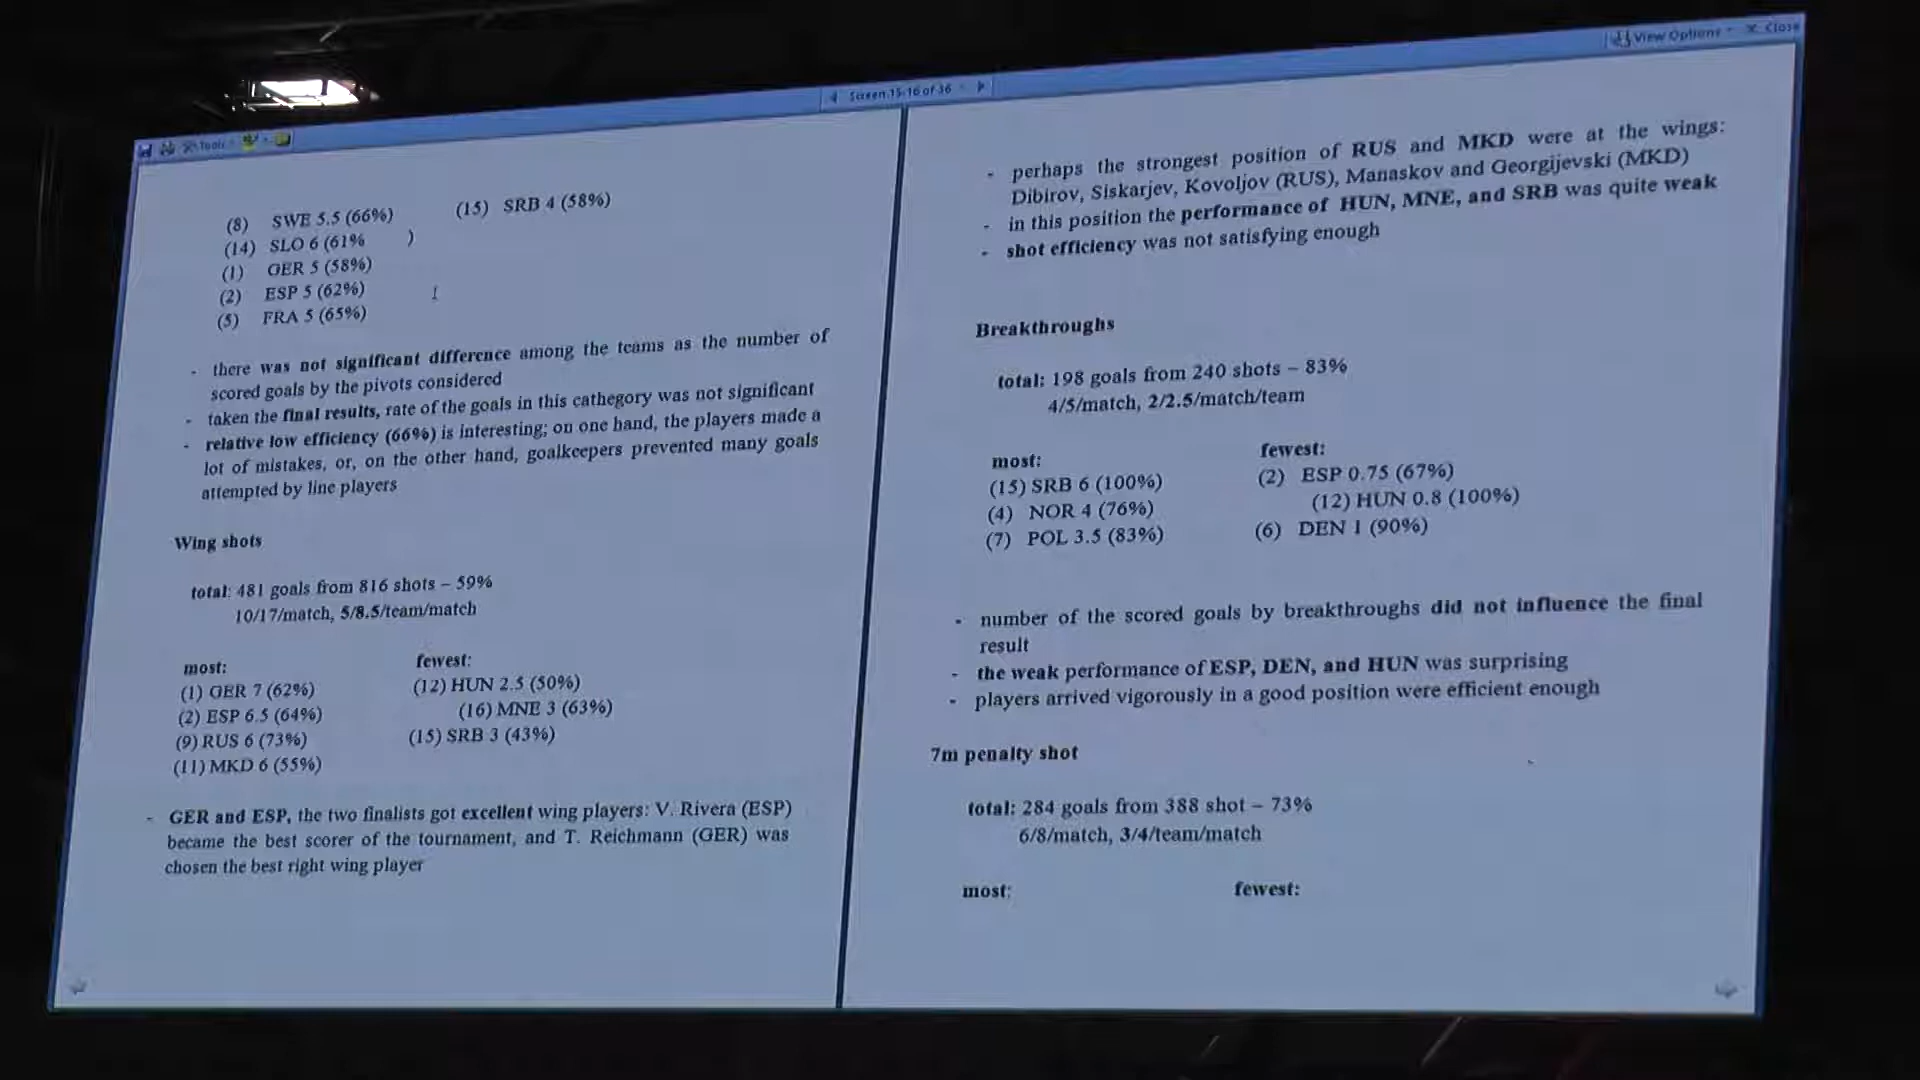 Tools
Screen 15-16 of 36
View Options
Close
(8) SWE 5.5 (66%) (15) SRB 4 (58%)
(14) SLO 6 (61% )
(1) GER 5 (58%)
(2) ESP 5 (62%)
(5) FRA 5 (65%)
- there was not significant difference among the teams as the number of
scored goals by the pivots considered
- taken the final results, rate of the goals in this cathegory was not significant
- relative low efficiency (66%) is interesting; on one hand, the players made a
lot of mistakes, or, on the other hand, goalkeepers prevented many goals
attempted by line players
Wing shots
total: 481 goals from 816 shots – 59%
10/17/match, 5/8.5/team/match
most: fewest:
(1) GER 7 (62%) (12) HUN 2.5 (50%)
(2) ESP 6.5 (64%) (16) MNE 3 (63%)
(9) RUS 6 (73%) (15) SRB 3 (43%)
(11) MKD 6 (55%)
- GER and ESP, the two finalists got excellent wing players: V. Rivera (ESP)
became the best scorer of the tournament, and T. Reichmann (GER) was
chosen the best right wing player
- perhaps the strongest position of RUS and MKD were at the wings:
Dibirov, Siskarjev, Kovoljov (RUS), Manaskov and Georgijevski (MKD)
- in this position the performance of HUN, MNE, and SRB was quite weak
- shot efficiency was not satisfying enough
Breakthroughs
total: 198 goals from 240 shots – 83%
4/5/match, 2/2.5/match/team
most: fewest:
(15) SRB 6 (100%) (2) ESP 0.75 (67%)
(4) NOR 4 (76%) (12) HUN 0.8 (100%)
(7) POL 3.5 (83%) (6) DEN 1 (90%)
- number of the scored goals by breakthroughs did not influence the final
result
- the weak performance of ESP, DEN, and HUN was surprising
- players arrived vigorously in a good position were efficient enough
7m penalty shot
total: 284 goals from 388 shot – 73%
6/8/match, 3/4/team/match
most: fewest: